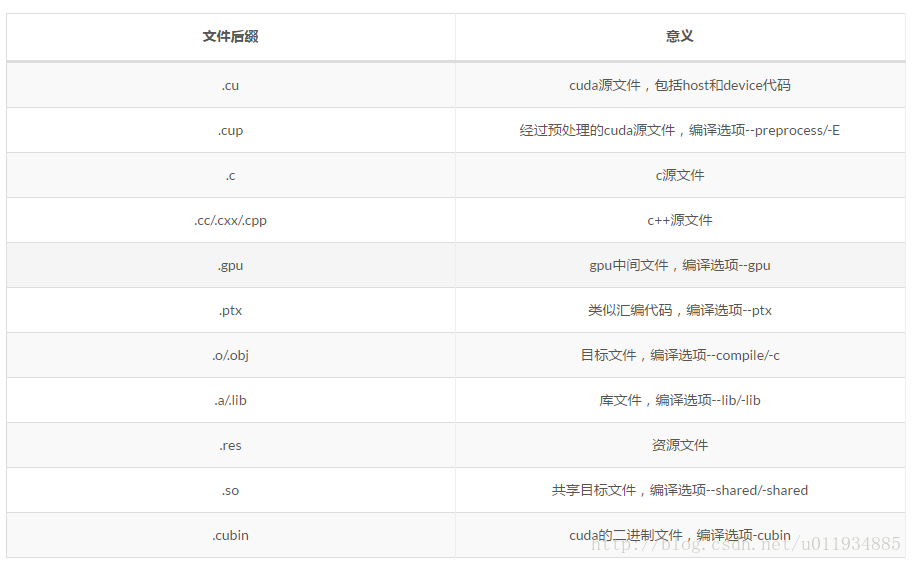 文件后缀 意义
.cu cuda源文件，包括host和device代码
.cup 经过预处理的cuda源文件，编译选项--preprocess/-E
.c c源文件
.cc/.cxx/.cpp c++源文件
.gpu gpu中间文件，编译选项--gpu
.ptx 类似汇编代码，编译选项--ptx
.o/.obj 目标文件，编译选项--compile/-c
.a/.lib 库文件，编译选项--lib/-lib
.res 资源文件
.so 共享目标文件，编译选项--shared/-shared
.cubin cuda的二进制文件，编译选项-cubin
http://blog.csdn.net/u011934885